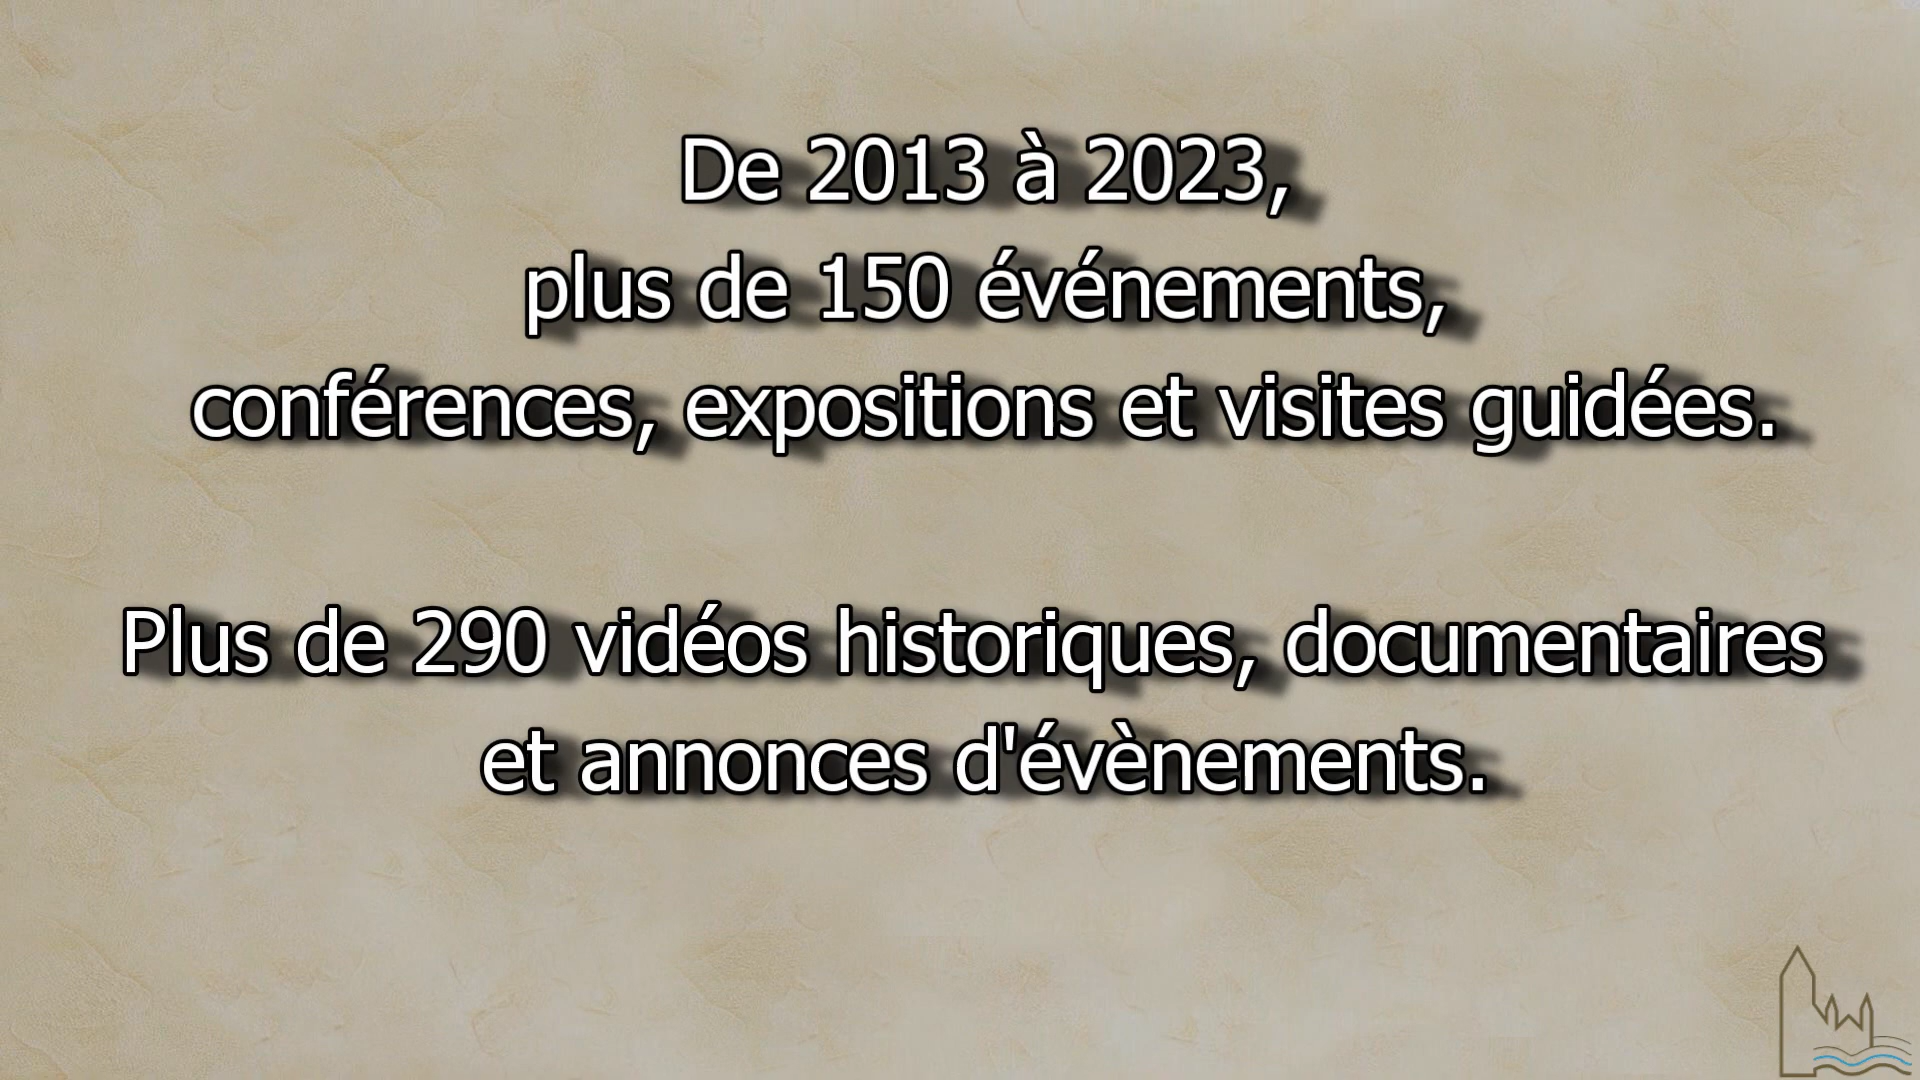 De 2013 à 2023,
plus de 150 événements,
conférences, expositions et visites guidées.
Plus de 290 vidéos historiques, documentaires
et annonces d'évènements.